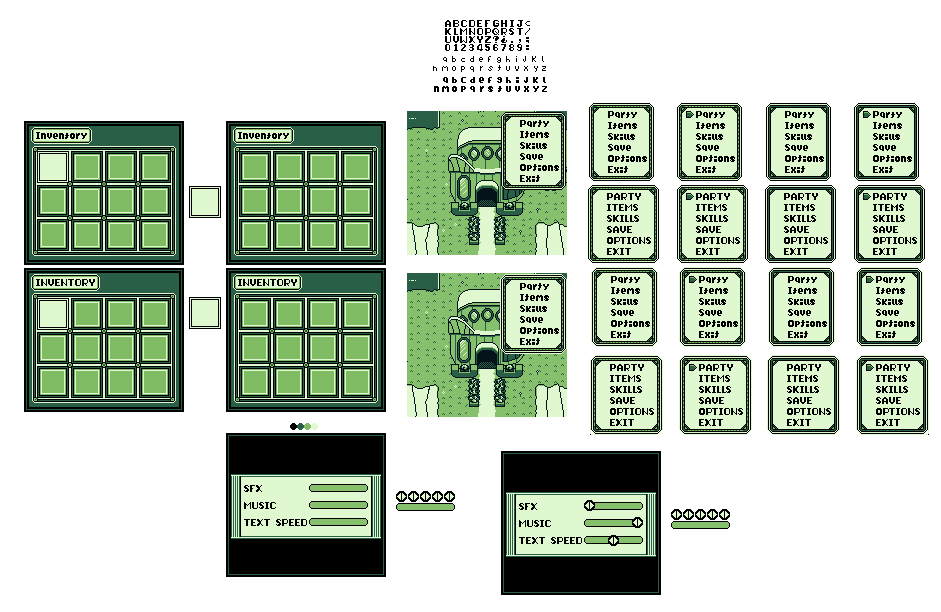 ABCDEFGHIJ<
KLMNOPQRST/
UVWXYZ?¿.,;:
0123456789
abcdefghijkl
nmopqrstuvxyz
abcdefghijkl
nmopqrstuvxyz
Inventory
Inventory
INVENTORY
INVENTORY
Party
Items
Skills
Save
Options
Exit
Party
Items
Skills
Save
Options
Exit
Party
Items
Skills
Save
Options
Exit
Party
Items
Skills
Save
Options
Exit
Party
Items
Skills
Save
Options
Exit
Party
Items
Skills
Save
Options
Exit
PARTY
ITEMS
SKILLS
SAVE
OPTIONS
EXIT
PARTY
ITEMS
SKILLS
SAVE
OPTIONS
EXIT
PARTY
ITEMS
SKILLS
SAVE
OPTIONS
EXIT
PARTY
ITEMS
SKILLS
SAVE
OPTIONS
EXIT
Party
Items
Skills
Save
Options
Exit
Party
Items
Skills
Save
Options
Exit
Party
Items
Skills
Save
Options
Exit
Party
Items
Skills
Save
Options
Exit
PARTY
ITEMS
SKILLS
SAVE
OPTIONS
EXIT
PARTY
ITEMS
SKILLS
SAVE
OPTIONS
EXIT
PARTY
ITEMS
SKILLS
SAVE
OPTIONS
EXIT
PARTY
ITEMS
SKILLS
SAVE
OPTIONS
EXIT
SFX
MUSIC
TEXT SPEED
SFX
MUSIC
TEXT SPEED